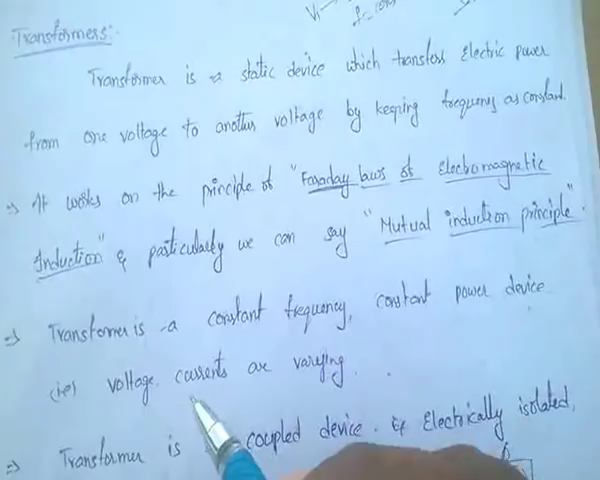 Transformers:-
Transformer is a static device which transfers Electric power
from one voltage to another voltage by keeping frequency as constant.
⇒ It works on the principle of "Faraday laws of Electromagnetic
Induction" & particularly we can say "Mutual induction principle".
⇒ Transformer is a constant frequency, constant power device
(ie) voltage, currents are varying.
⇒ Transformer is coupled device. & Electrically isolated.